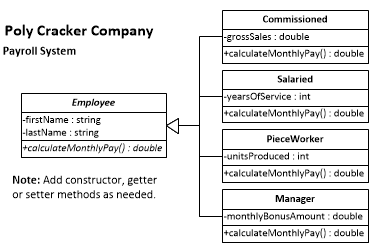 Poly Cracker Company
Payroll System
Employee
-firstName : string
-lastName : string
+calculateMonthlyPay() : double
Note: Add constructor, getter
or setter methods as needed.
Commissioned
-grossSales : double
+calculateMonthlyPay() : double
Salaried
-yearsOfService : int
+calculateMonthlyPay() : double
PieceWorker
-unitsProduced : int
+calculateMonthlyPay() : double
Manager
-monthlyBonusAmount : double
+calculateMonthlyPay() : double